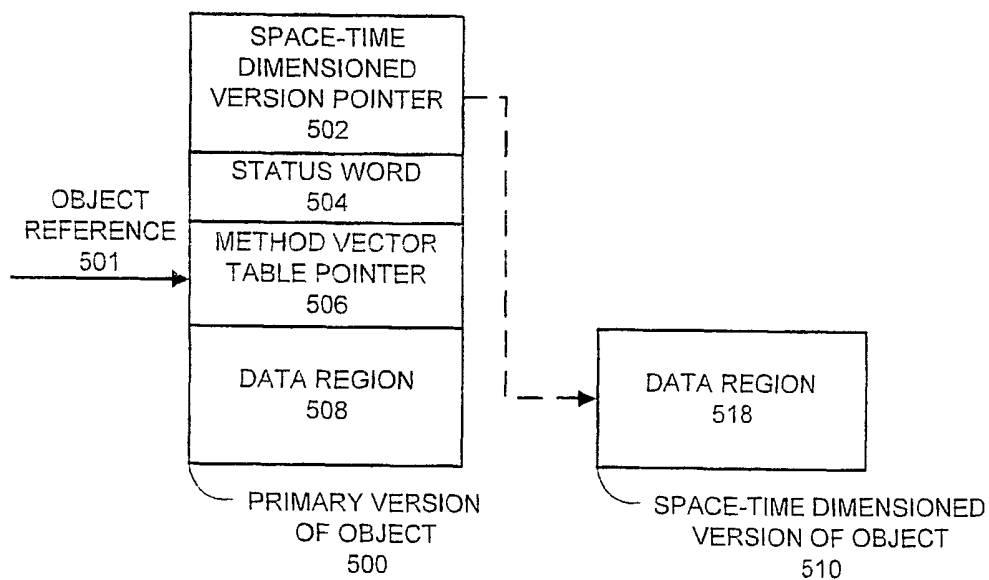 SPACE-TIME
DIMENSIONED
VERSION POINTER
502
STATUS WORD
504
OBJECT
REFERENCE
501
METHOD VECTOR
TABLE POINTER
506
DATA REGION
508
DATA REGION
518
PRIMARY VERSION
OF OBJECT
500
SPACE-TIME DIMENSIONED
VERSION OF OBJECT
510